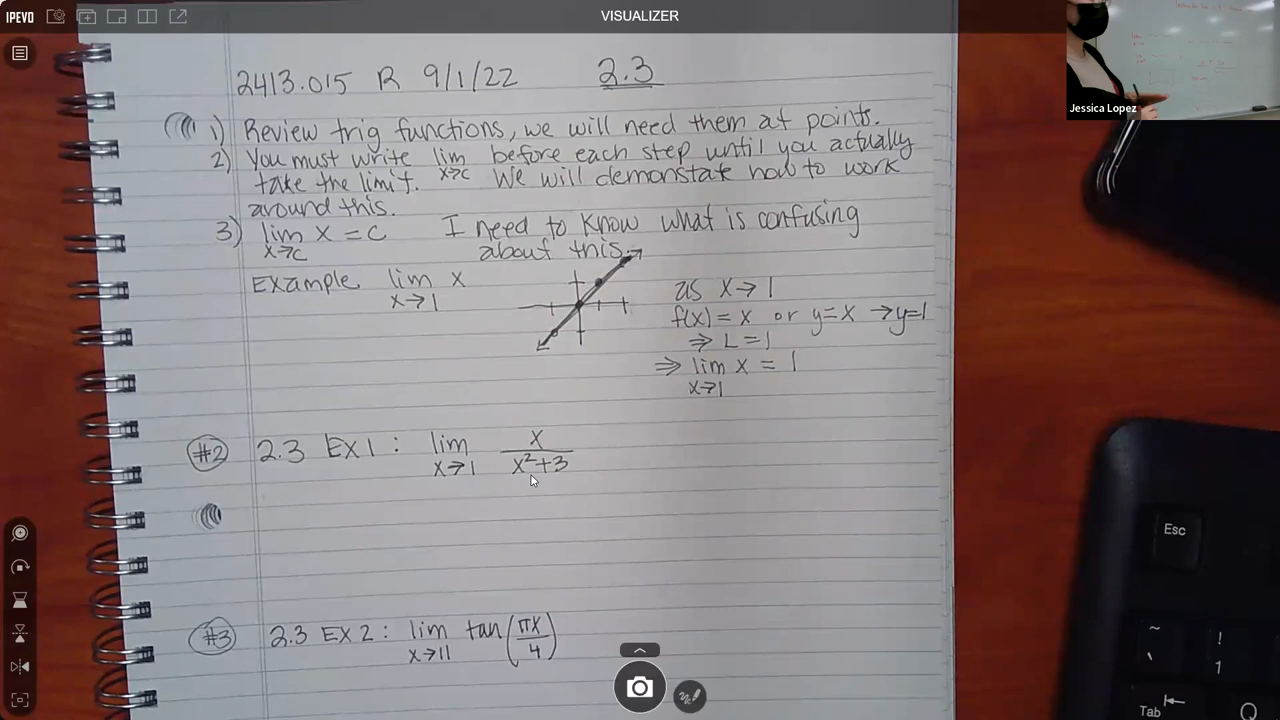 IPEVO
VISUALIZER
Jessica Lopez
2413.015 R 9/1/22 2.3
1) Review trig functions, we will need them at points.
2) You must write lim x→c before each step until you actually
take the limit. We will demonstate how to work
around this.
3) lim x→c x = c I need to know what is confusing
about this.
Example lim x→1 x
as x→1
f(x) = x or y=x →y=1
⇒ L = 1
⇒ lim x→1 x = 1
#2 2.3 EX 1 : lim x→1 x/(x²+3)
#3 2.3 EX 2 : lim x→11 tan(πx/4)
Esc
~ `
! 1
Tab
Q